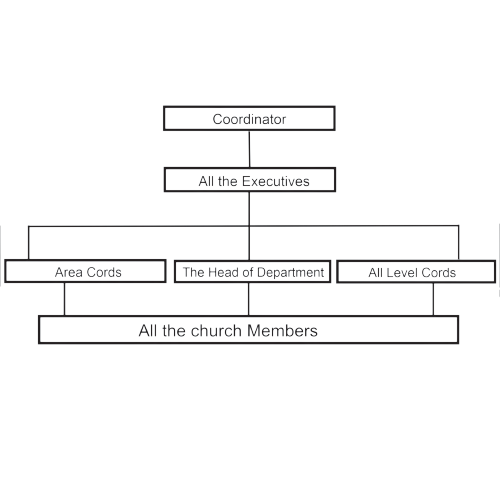 Coordinator
All the Executives
Area Cords
The Head of Department
All Level Cords
All the church Members